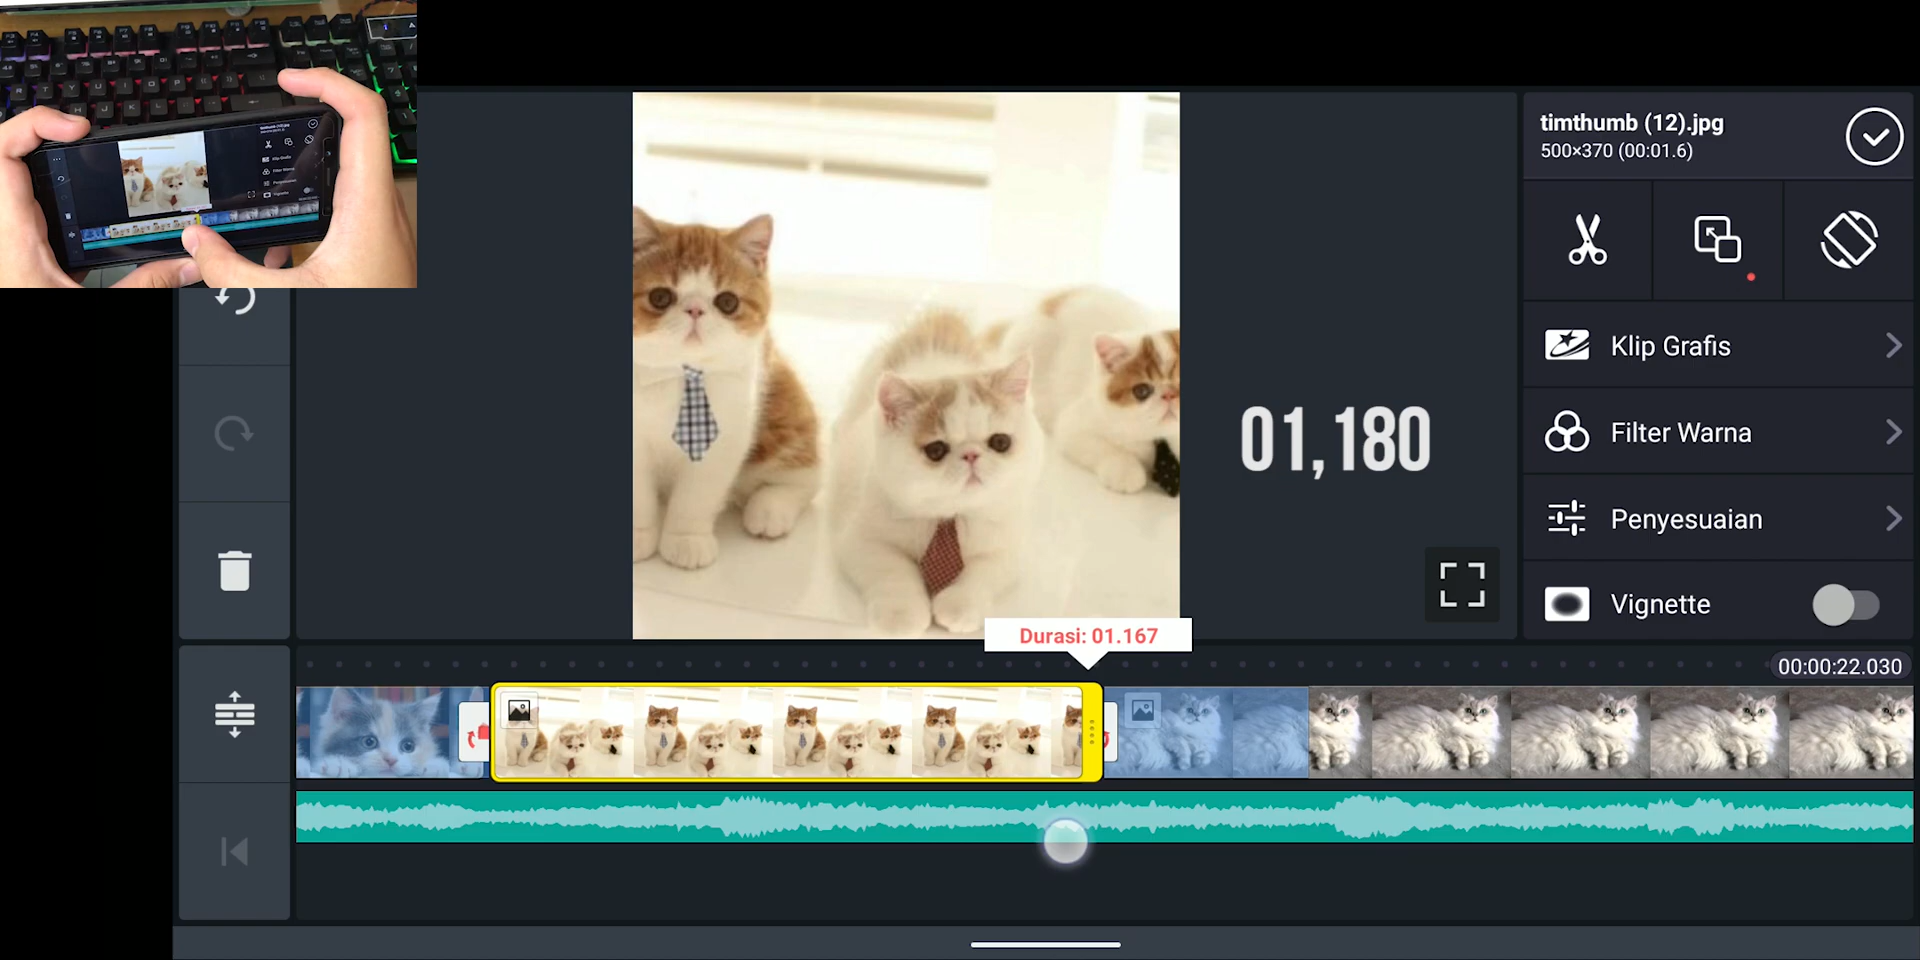 timthumb (12).jpg
500×370 (00:01.6)
Klip Grafis
01,180
Filter Warna
Penyesuaian
Vignette
Durasi: 01.167
00:00:22.030